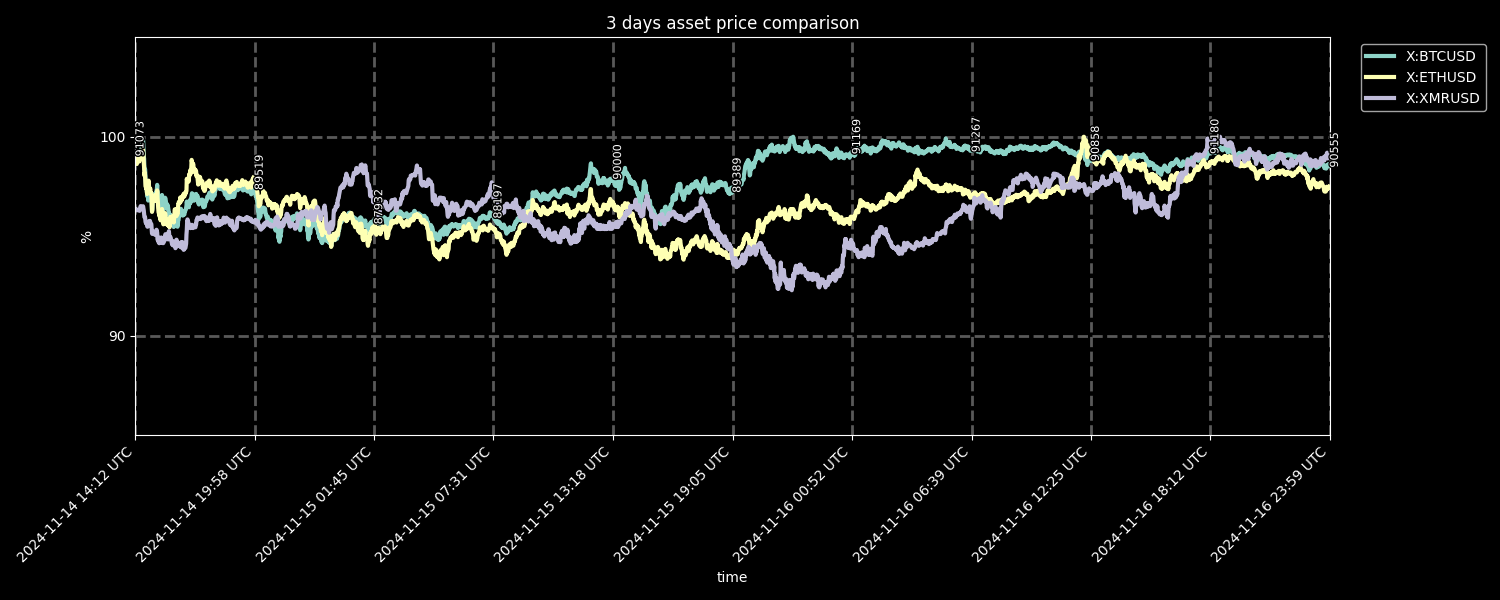 3 days asset price comparison
X:BTCUSD
X:ETHUSD
X:XMRUSD
%
100
90
91073
89519
87932
88197
90000
89389
91169
91267
90858
91180
90555
2024-11-14 14:12 UTC
2024-11-14 19:58 UTC
2024-11-15 01:45 UTC
2024-11-15 07:31 UTC
2024-11-15 13:18 UTC
2024-11-15 19:05 UTC
2024-11-16 00:52 UTC
2024-11-16 06:39 UTC
2024-11-16 12:25 UTC
2024-11-16 18:12 UTC
2024-11-16 23:59 UTC
time